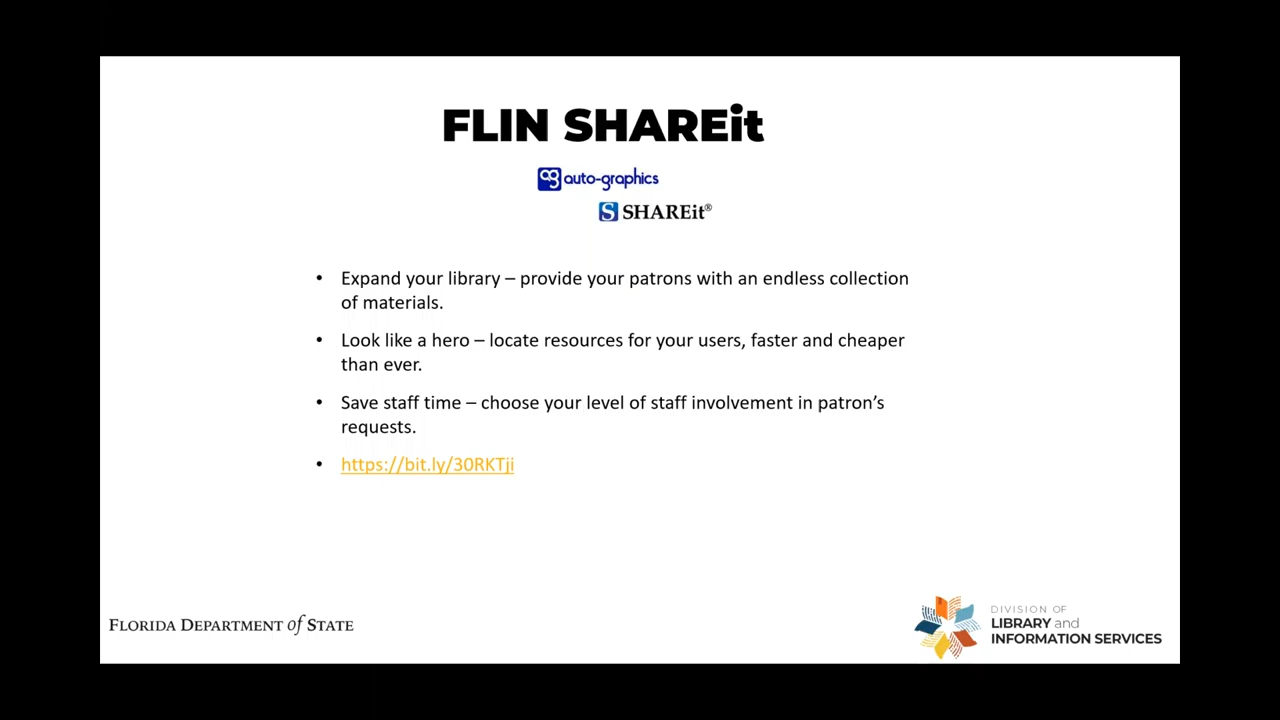 FLIN SHAREit
ag auto-graphics
S SHAREit®
• Expand your library – provide your patrons with an endless collection
of materials.
• Look like a hero – locate resources for your users, faster and cheaper
than ever.
• Save staff time – choose your level of staff involvement in patron’s
requests.
• https://bit.ly/30RKTji
FLORIDA DEPARTMENT of STATE
DIVISION OF
LIBRARY and
INFORMATION SERVICES